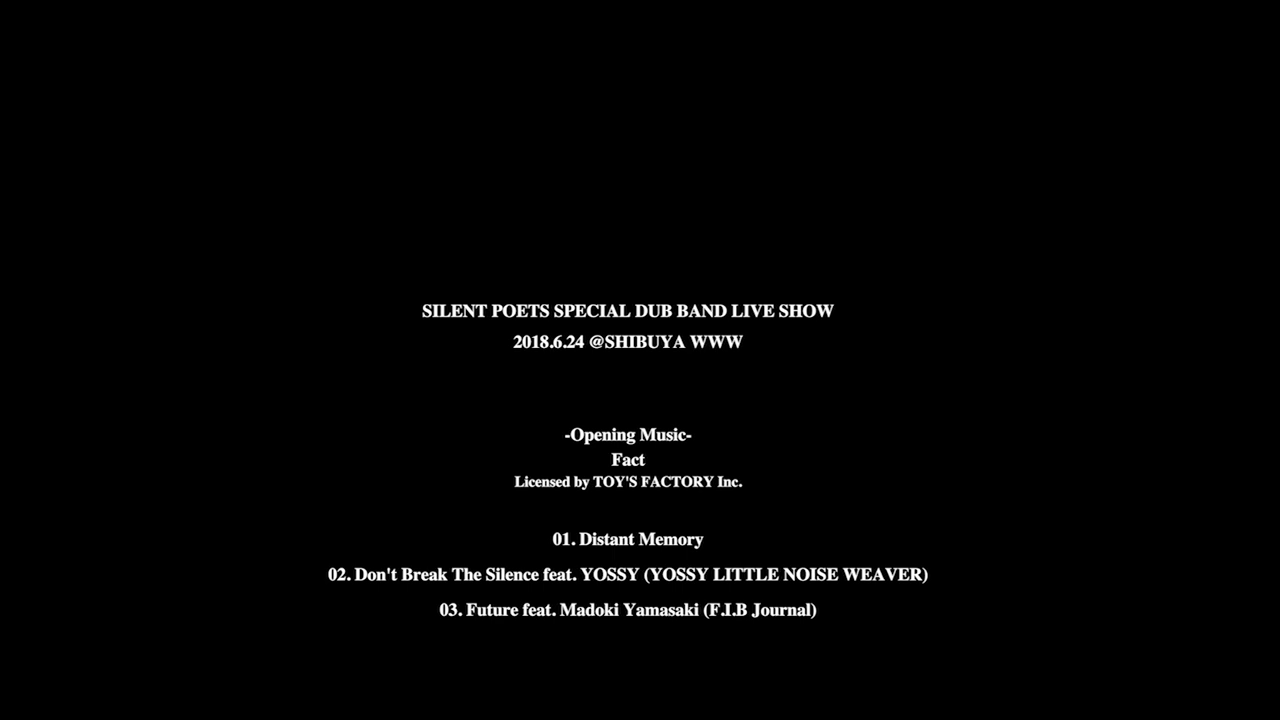 SILENT POETS SPECIAL DUB BAND LIVE SHOW
2018.6.24 @SHIBUYA WWW
-Opening Music-
Fact
Licensed by TOY'S FACTORY Inc.
01. Distant Memory
02. Don't Break The Silence feat. YOSSY (YOSSY LITTLE NOISE WEAVER)
03. Future feat. Madoki Yamasaki (F.I.B Journal)